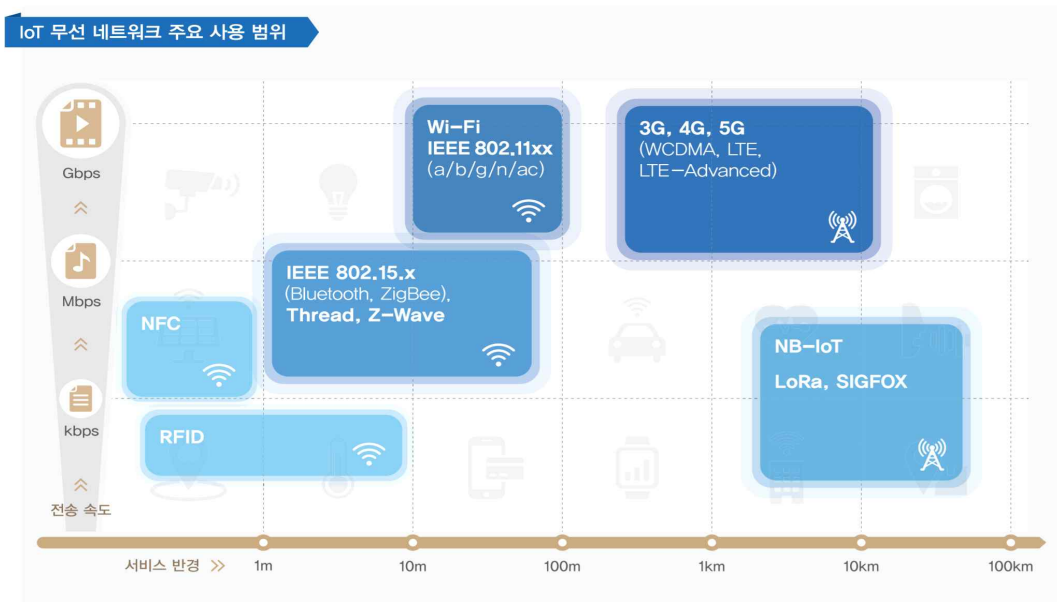 IoT 무선 네트워크 주요 사용 범위
Gbps
Mbps
kbps
전송 속도
Wi-Fi
IEEE 802.11xx
(a/b/g/n/ac)
3G, 4G, 5G
(WCDMA, LTE,
LTE-Advanced)
IEEE 802.15.x
(Bluetooth, ZigBee),
Thread, Z-Wave
NFC
NB-IoT
LoRa, SIGFOX
RFID
서비스 반경
1m
10m
100m
1km
10km
100km